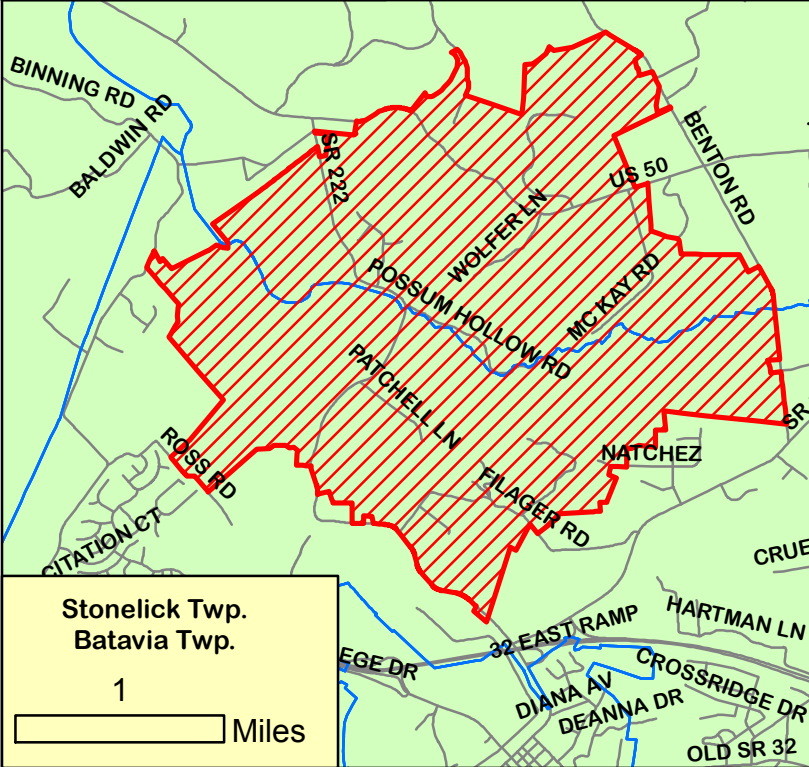 BINNING RD
BALDWIN RD
SR 222
BENTON RD
US 50
WOLFER LN
POSSUM HOLLOW RD
MC KAY RD
PATCHELL LN
SR
ROSS RD
NATCHEZ
FILAGER RD
CITATION CT
CRUE
Stonelick Twp.
Batavia Twp.
1
Miles
HARTMAN LN
32 EAST RAMP
EGE DR
CROSSRIDGE DR
DIANA AV
DEANNA DR
OLD SR 32